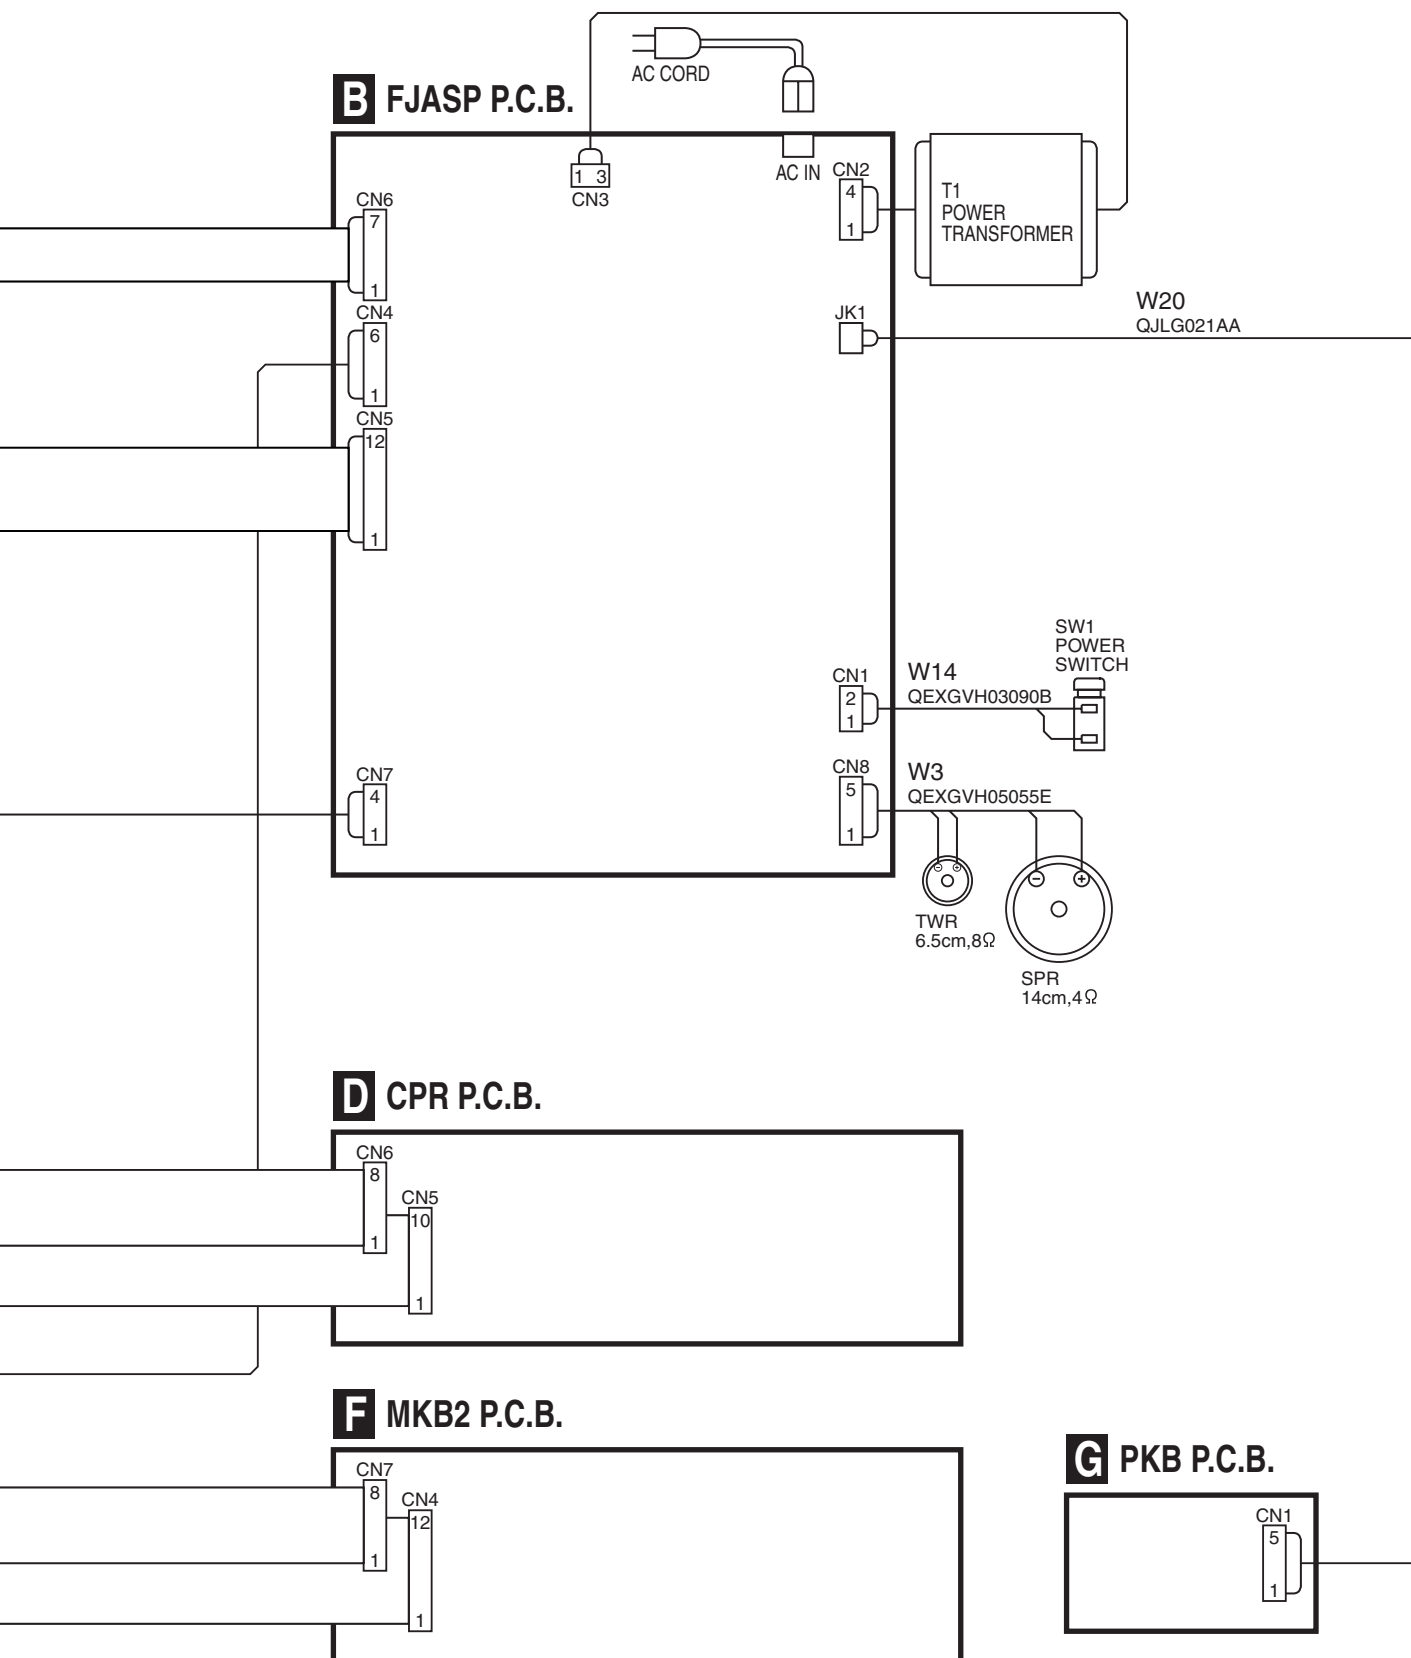 AC CORD
B FJASP P.C.B.
AC IN
1 3
CN3
CN2
4
1
T1
POWER
TRANSFORMER
CN6
7
1
CN4
6
1
CN5
12
1
JK1
W20
QJLG021AA
SW1
POWER
SWITCH
CN1
2
1
W14
QEXGVH03090B
CN7
4
1
CN8
5
1
W3
QEXGVH05055E
- +
TWR
6.5cm,8Ω
- +
SPR
14cm,4Ω
D CPR P.C.B.
CN6
8
1
CN5
10
1
F MKB2 P.C.B.
CN7
8
1
CN4
12
1
G PKB P.C.B.
CN1
5
1